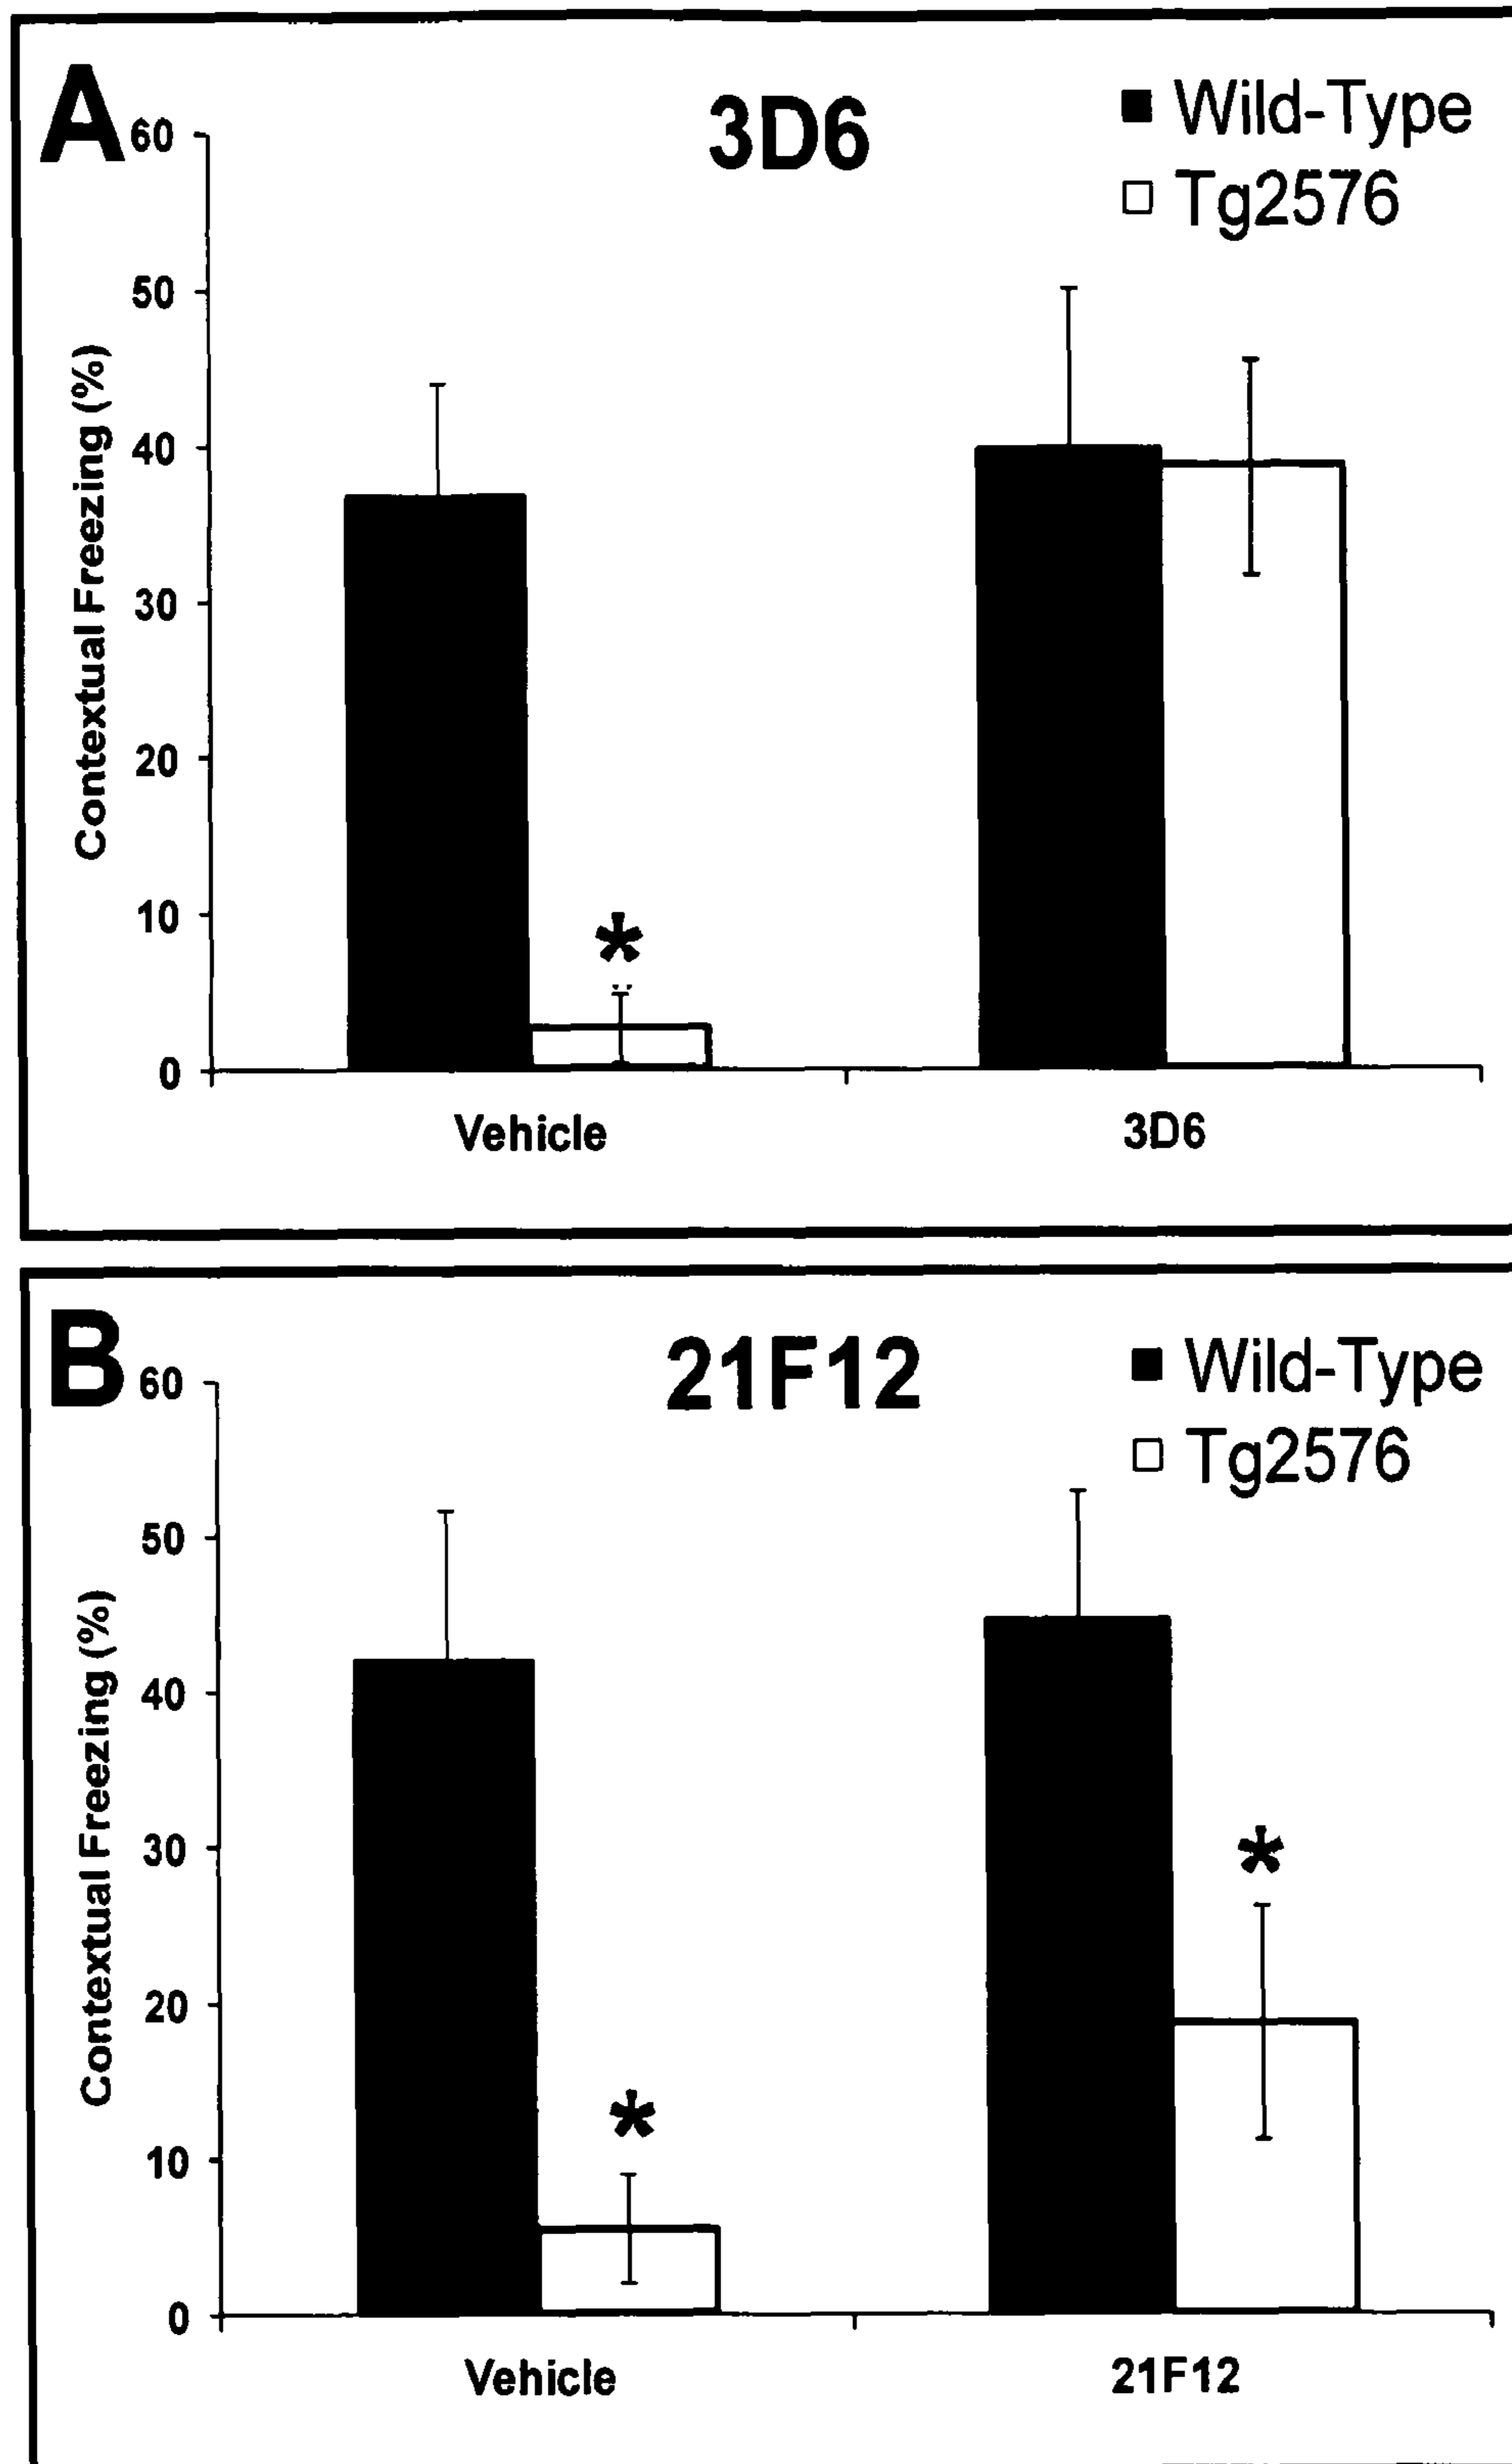 A
3D6
Wild-Type
Tg2576
60
50
40
30
20
10
0
Contextual Freezing (%)
*
Vehicle
3D6
B
21F12
Wild-Type
Tg2576
60
50
40
30
20
10
0
Contextual Freezing (%)
*
*
Vehicle
21F12